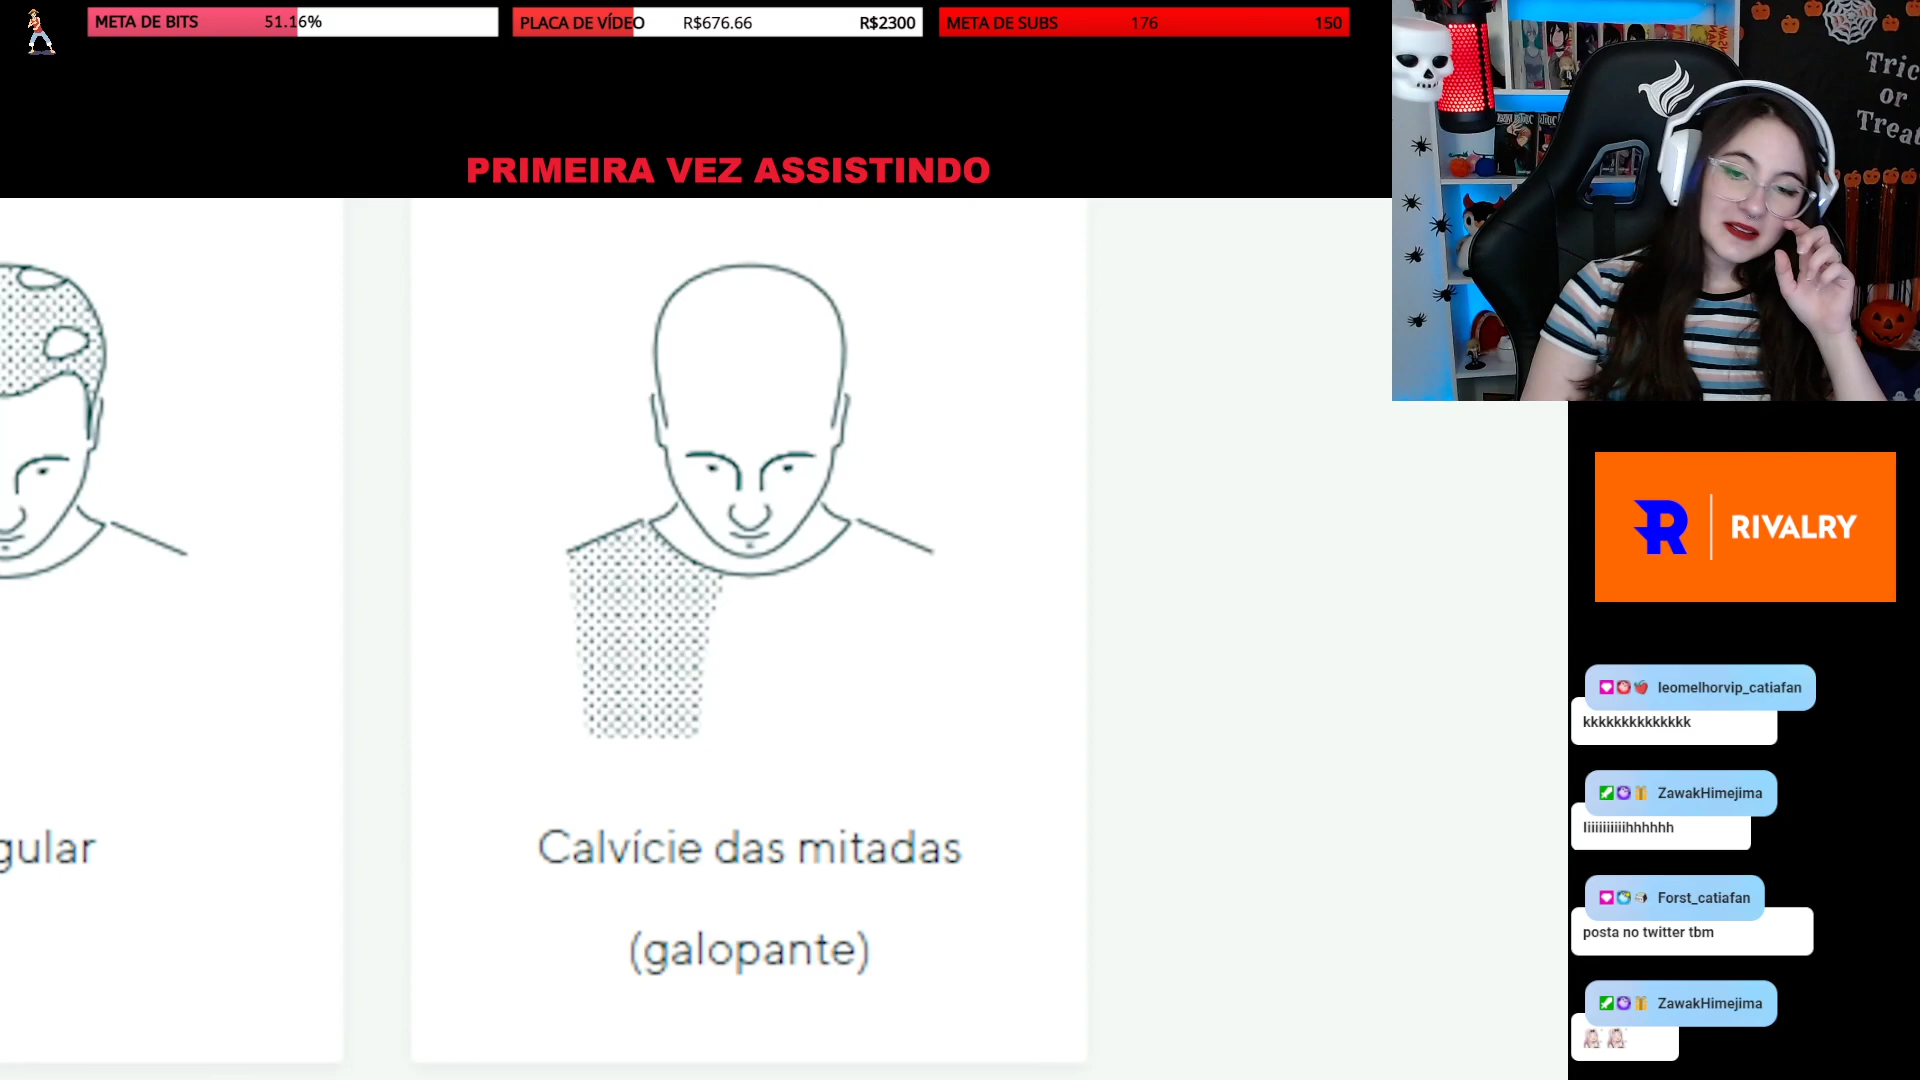 META DE BITS 51.16%
PLACA DE VÍDEO R$676.66 R$2300
META DE SUBS 176 150
PRIMEIRA VEZ ASSISTINDO
Tric
or
Treat
gular
Calvície das mitadas
(galopante)
RIVALRY
leomelhorvip_catiafan
kkkkkkkkkkkkkk
ZawakHimejima
Iiiiiiiiiiihhhhhh
Forst_catiafan
posta no twitter tbm
ZawakHimejima